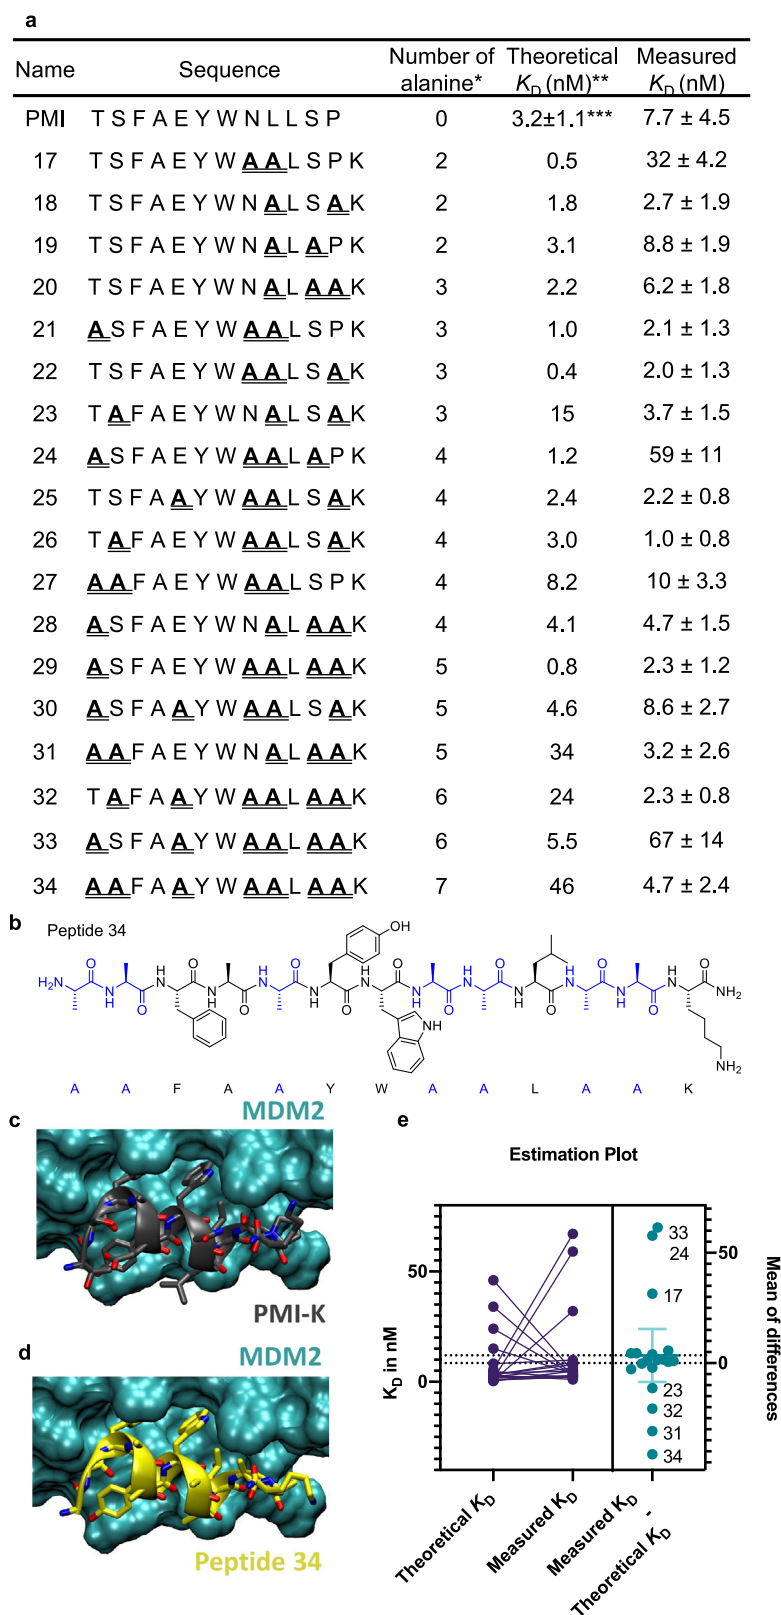 a
Name Sequence Number of alanine* Theoretical KD (nM)** Measured KD (nM)
PMI T S F A E Y W N L L S P 0 3.2±1.1*** 7.7 ± 4.5
17 T S F A E Y W A A L S P K 2 0.5 32 ± 4.2
18 T S F A E Y W N A L S A K 2 1.8 2.7 ± 1.9
19 T S F A E Y W N A L A P K 2 3.1 8.8 ± 1.9
20 T S F A E Y W N A L A A K 3 2.2 6.2 ± 1.8
21 A S F A E Y W A A L S P K 3 1.0 2.1 ± 1.3
22 T S F A E Y W A A L S A K 3 0.4 2.0 ± 1.3
23 T A F A E Y W N A L S A K 3 15 3.7 ± 1.5
24 A S F A E Y W A A L A P K 4 1.2 59 ± 11
25 T S F A A Y W A A L S A K 4 2.4 2.2 ± 0.8
26 T A F A E Y W A A L S A K 4 3.0 1.0 ± 0.8
27 A A F A E Y W A A L S P K 4 8.2 10 ± 3.3
28 A S F A E Y W N A L A A K 4 4.1 4.7 ± 1.5
29 A S F A E Y W A A L A A K 5 0.8 2.3 ± 1.2
30 A S F A A Y W A A L S A K 5 4.6 8.6 ± 2.7
31 A A F A E Y W N A L A A K 5 34 3.2 ± 2.6
32 T A F A A Y W A A L A A K 6 24 2.3 ± 0.8
33 A S F A A Y W A A L A A K 6 5.5 67 ± 14
34 A A F A A Y W A A L A A K 7 46 4.7 ± 2.4
b Peptide 34
OH
O O O O O O
H2N N H N H N H N H N H N H NH2
O O O O O O
NH
NH2
A A F A A Y W A A L A A K
c
MDM2
PMI-K
d
MDM2
Peptide 34
e
Estimation Plot
KD in nM
50
0
Theoretical KD
Measured KD
Measured KD - Theoretical KD
33
24
17
23
32
31
34
50
0
Mean of differences